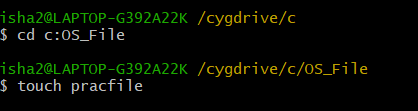 isha2@LAPTOP-G392A22K /cygdrive/c
$ cd c:OS_File
isha2@LAPTOP-G392A22K /cygdrive/c/OS_File
$ touch pracfile